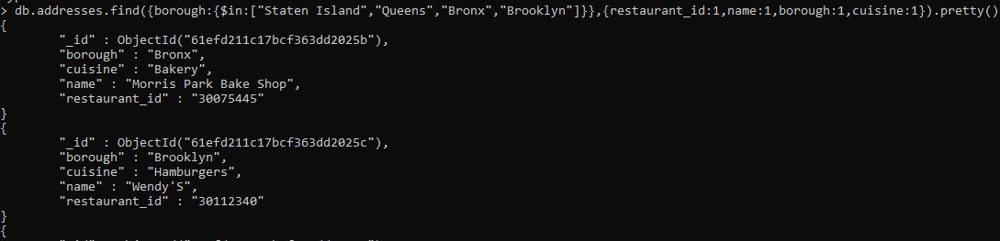 > db.addresses.find({borough:{$in:["Staten Island","Queens","Bronx","Brooklyn"]}},{restaurant_id:1,name:1,borough:1,cuisine:1}).pretty()
{
"_id" : ObjectId("61efd211c17bcf363dd2025b"),
"borough" : "Bronx",
"cuisine" : "Bakery",
"name" : "Morris Park Bake Shop",
"restaurant_id" : "30075445"
}
{
"_id" : ObjectId("61efd211c17bcf363dd2025c"),
"borough" : "Brooklyn",
"cuisine" : "Hamburgers",
"name" : "Wendy'S",
"restaurant_id" : "30112340"
}
{